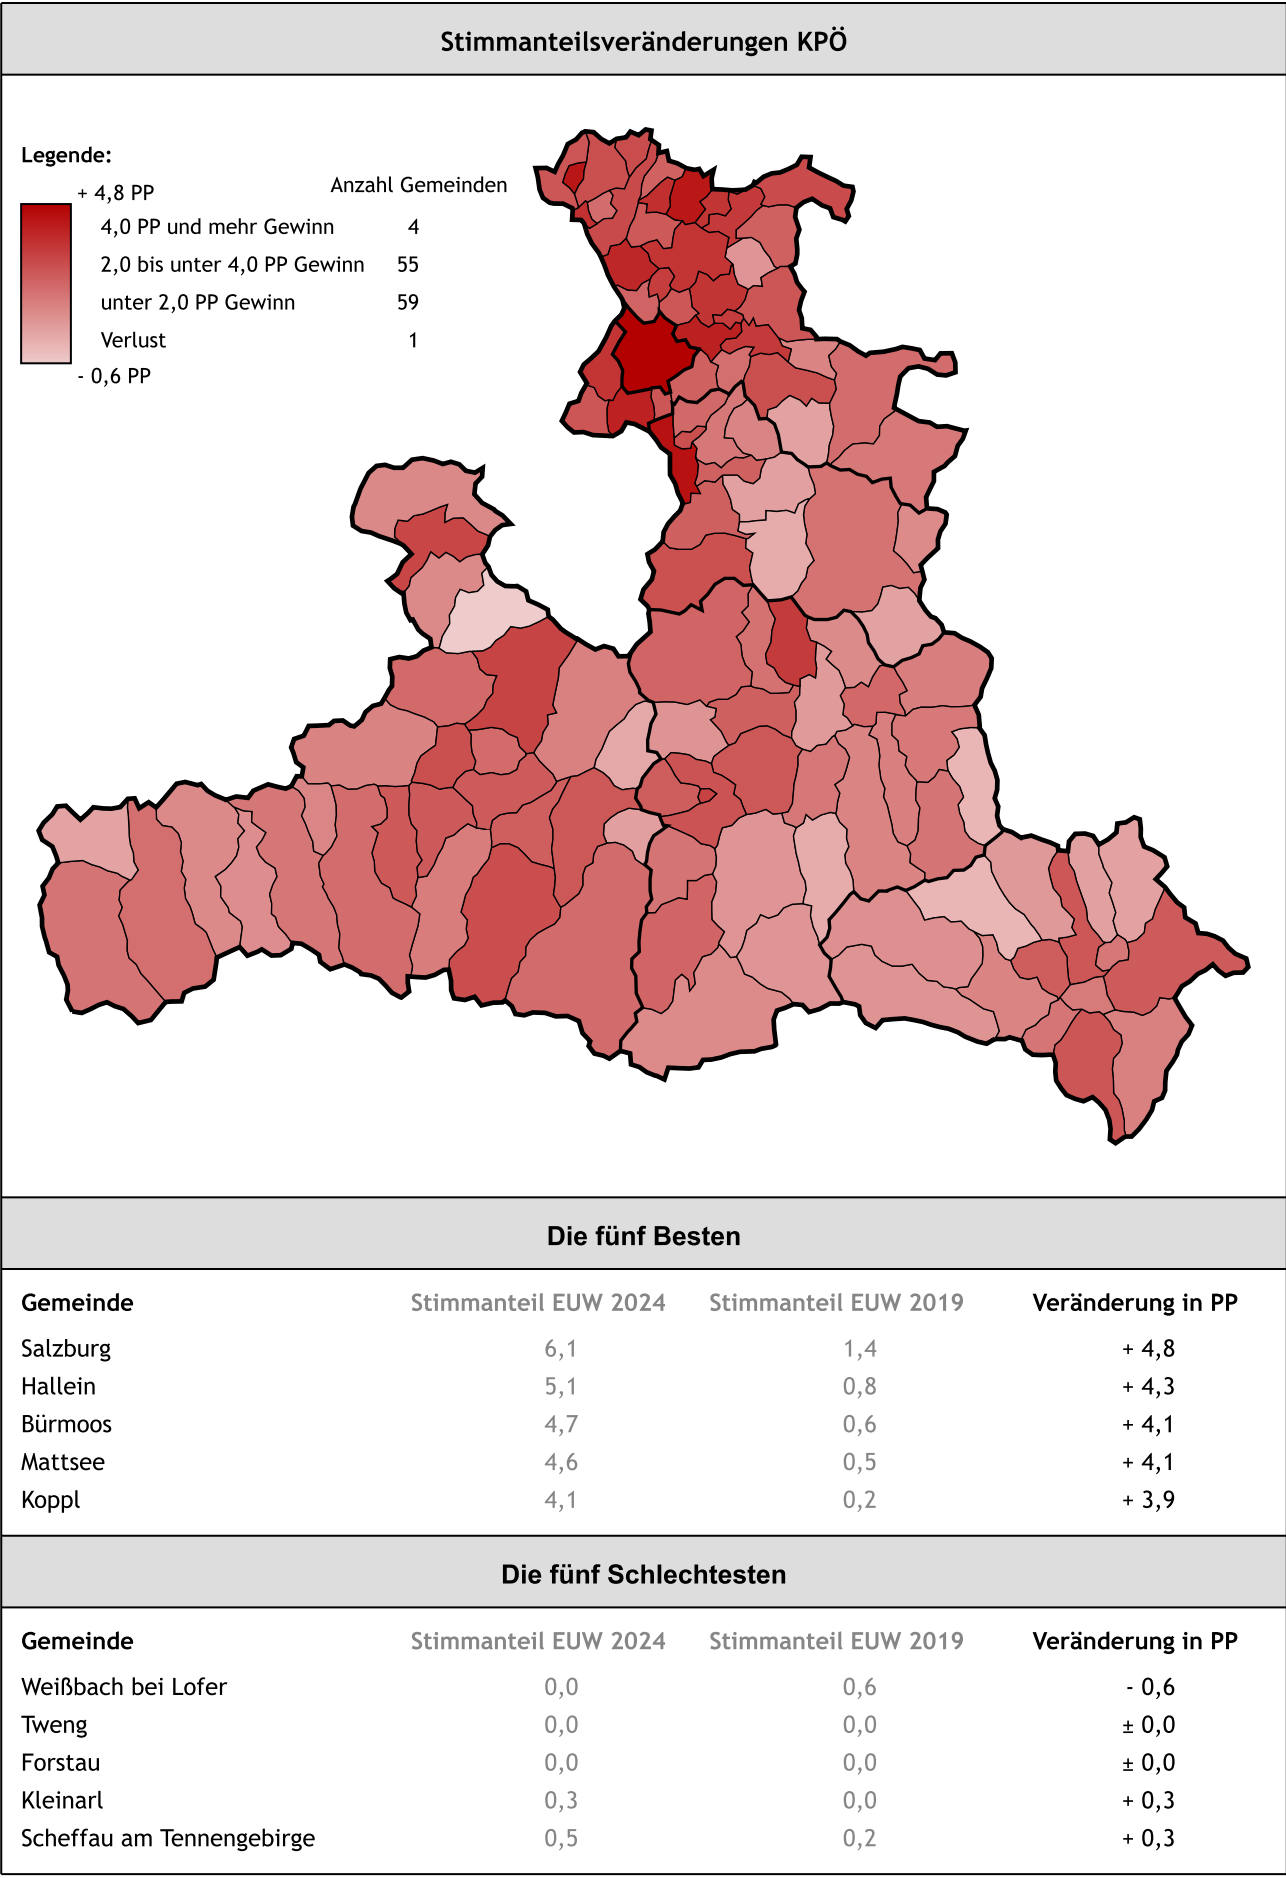 Stimmanteilsveränderungen KPÖ
Legende:
Anzahl Gemeinden
+ 4,8 PP
4,0 PP und mehr Gewinn 4
2,0 bis unter 4,0 PP Gewinn 55
unter 2,0 PP Gewinn 59
Verlust 1
- 0,6 PP
Die fünf Besten
Gemeinde Stimmanteil EUW 2024 Stimmanteil EUW 2019 Veränderung in PP
Salzburg 6,1 1,4 + 4,8
Hallein 5,1 0,8 + 4,3
Bürmoos 4,7 0,6 + 4,1
Mattsee 4,6 0,5 + 4,1
Koppl 4,1 0,2 + 3,9
Die fünf Schlechtesten
Gemeinde Stimmanteil EUW 2024 Stimmanteil EUW 2019 Veränderung in PP
Weißbach bei Lofer 0,0 0,6 - 0,6
Tweng 0,0 0,0 ± 0,0
Forstau 0,0 0,0 ± 0,0
Kleinarl 0,3 0,0 + 0,3
Scheffau am Tennengebirge 0,5 0,2 + 0,3